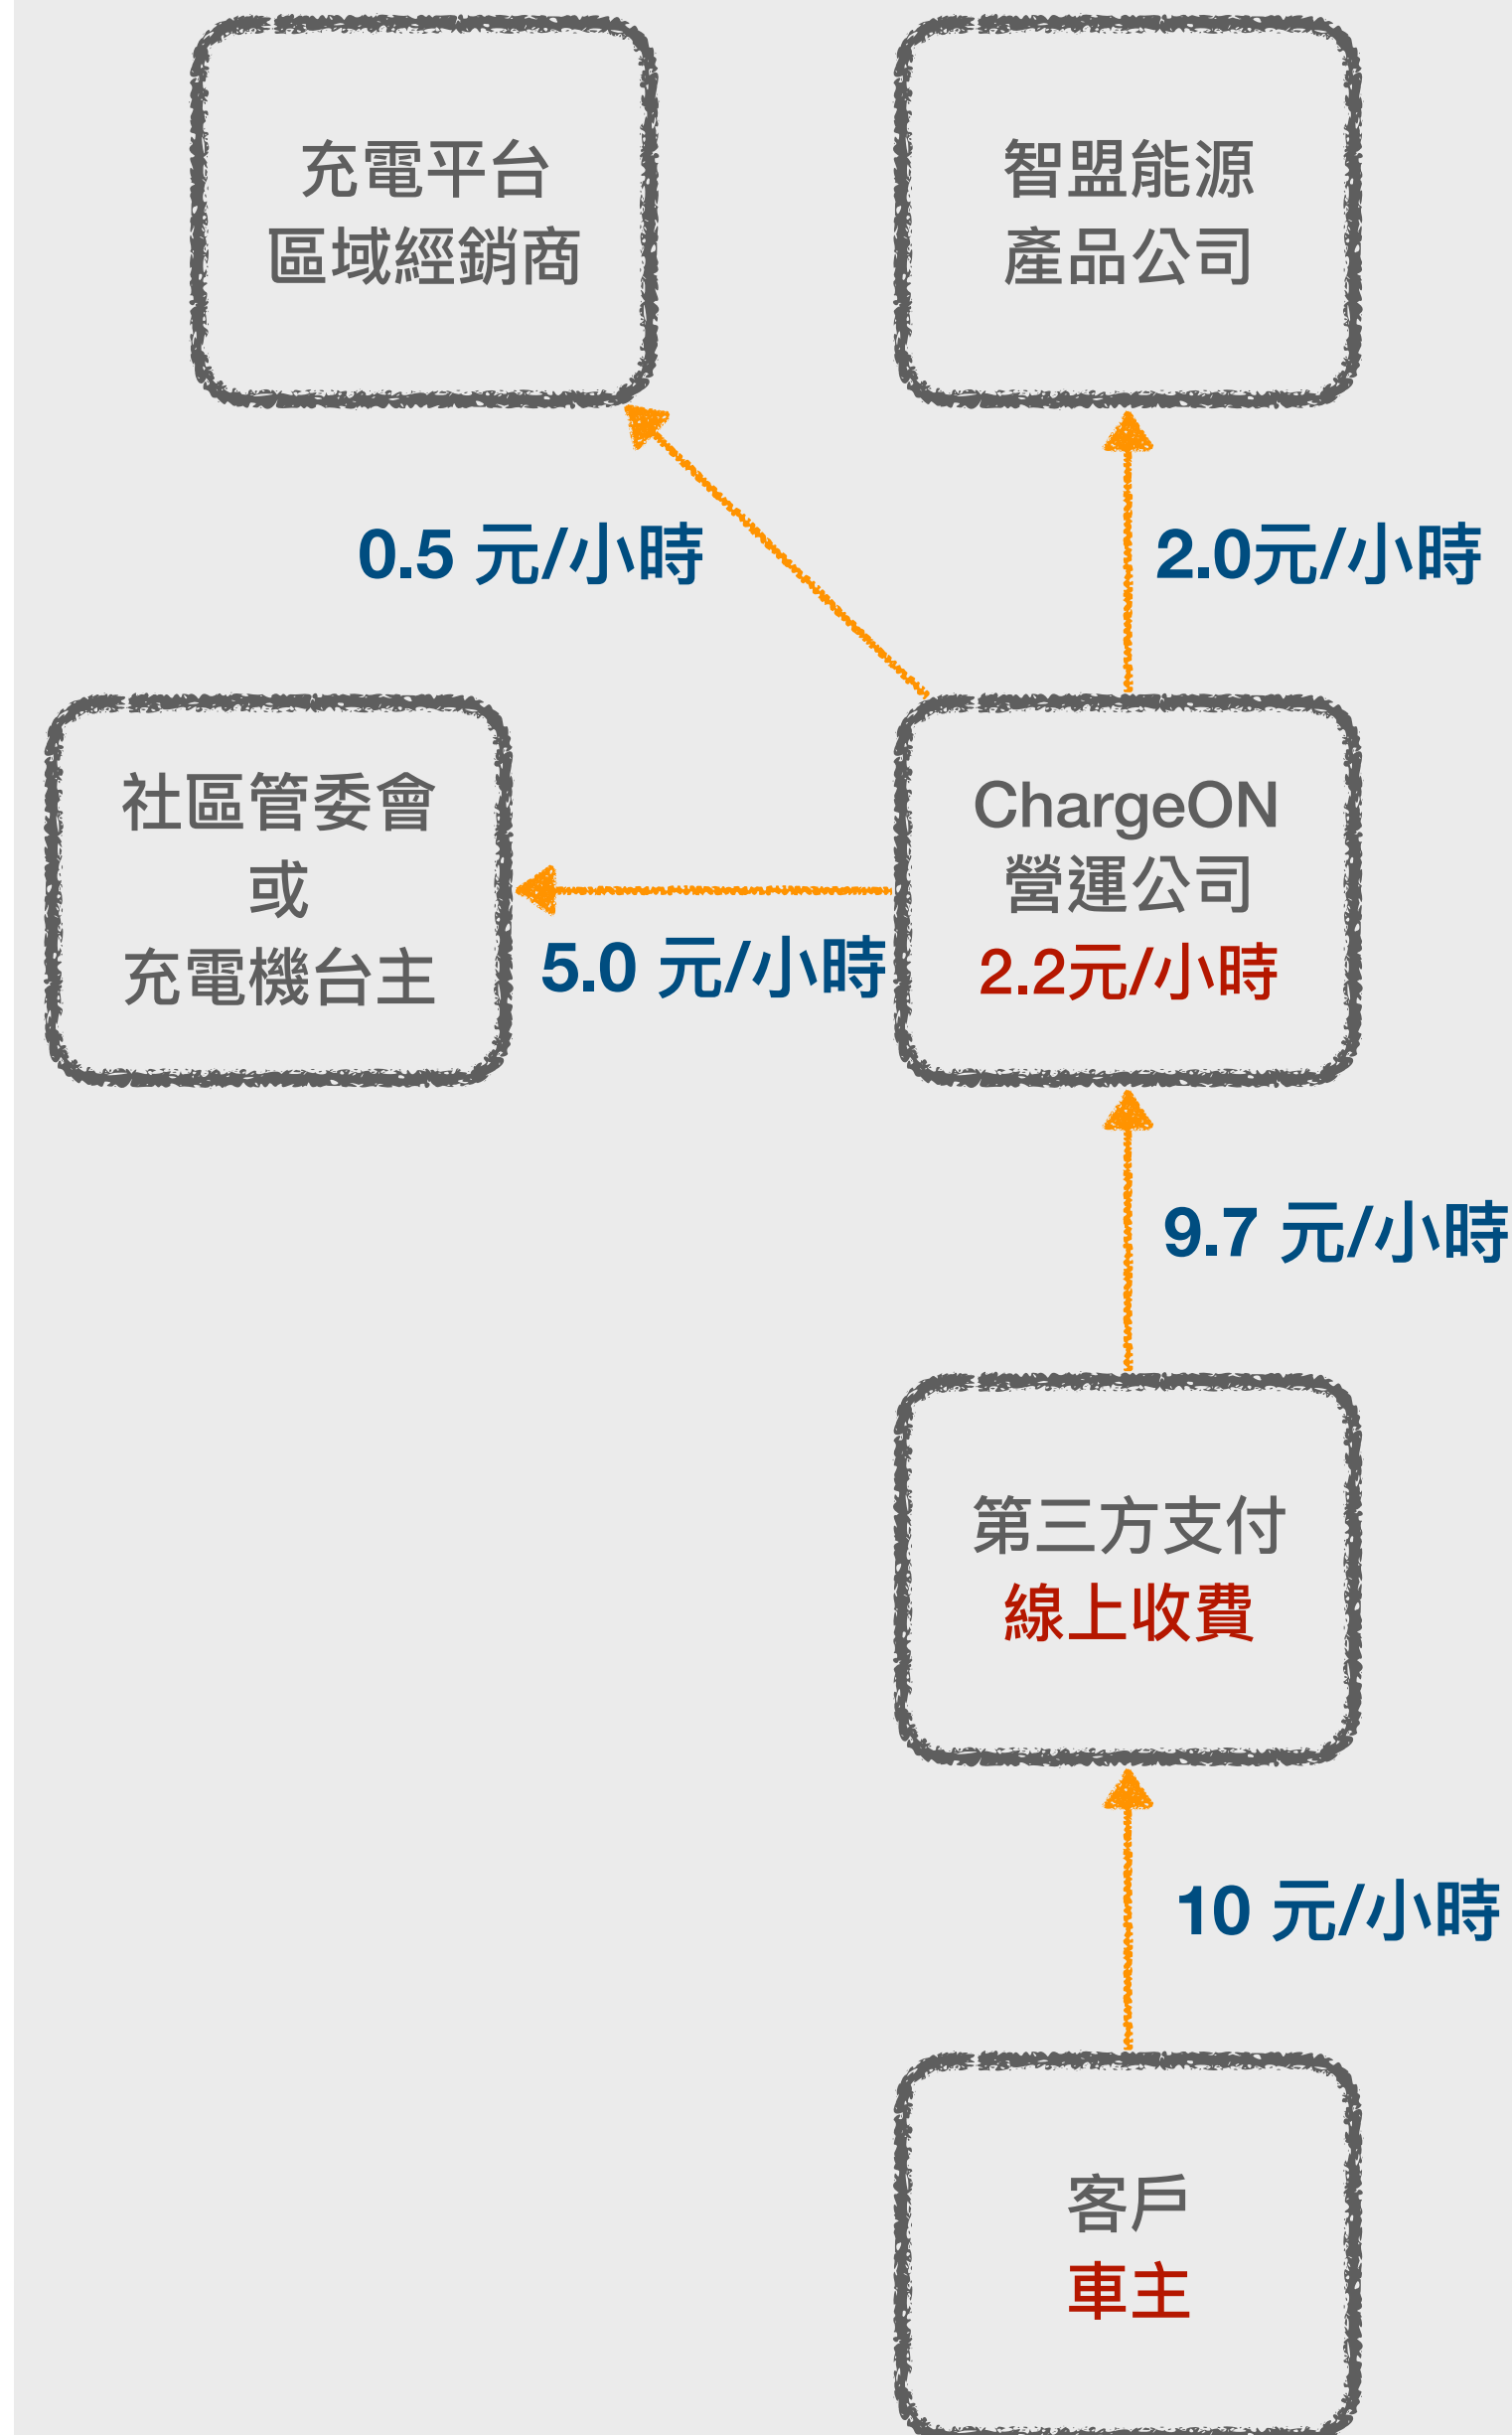 充電平台
區域經銷商
智盟能源
產品公司
0.5 元/小時
2.0元/小時
社區管委會
或
充電機台主
5.0 元/小時
ChargeON
營運公司
2.2元/小時
9.7 元/小時
第三方支付
線上收費
10 元/小時
客戶
車主